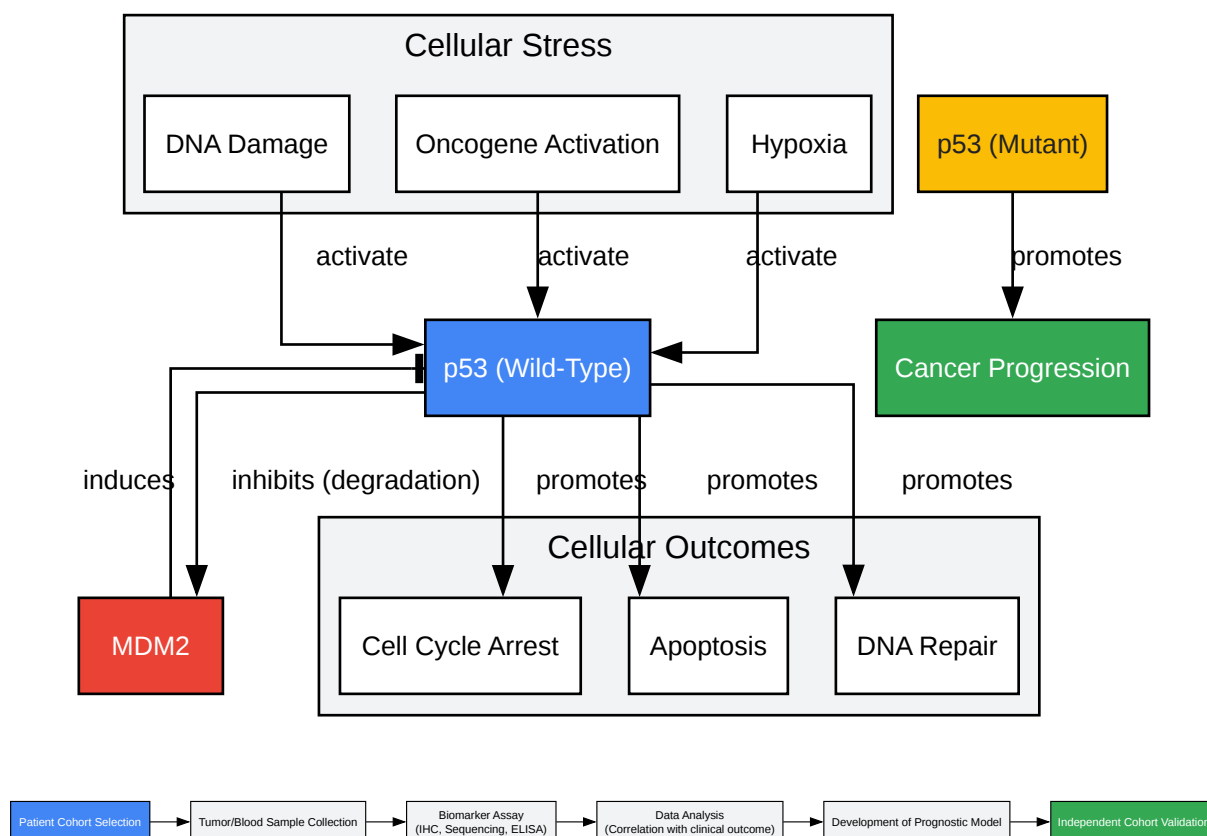 Cellular Stress
DNA Damage
Oncogene Activation
Hypoxia
p53 (Mutant)
activate
activate
activate
promotes
p53 (Wild-Type)
Cancer Progression
induces
inhibits (degradation)
promotes
promotes
promotes
Cellular Outcomes
MDM2
Cell Cycle Arrest
Apoptosis
DNA Repair
Patient Cohort Selection
Tumor/Blood Sample Collection
Biomarker Assay
(IHC, Sequencing, ELISA)
Data Analysis
(Correlation with clinical outcome)
Development of Prognostic Model
Independent Cohort Validation